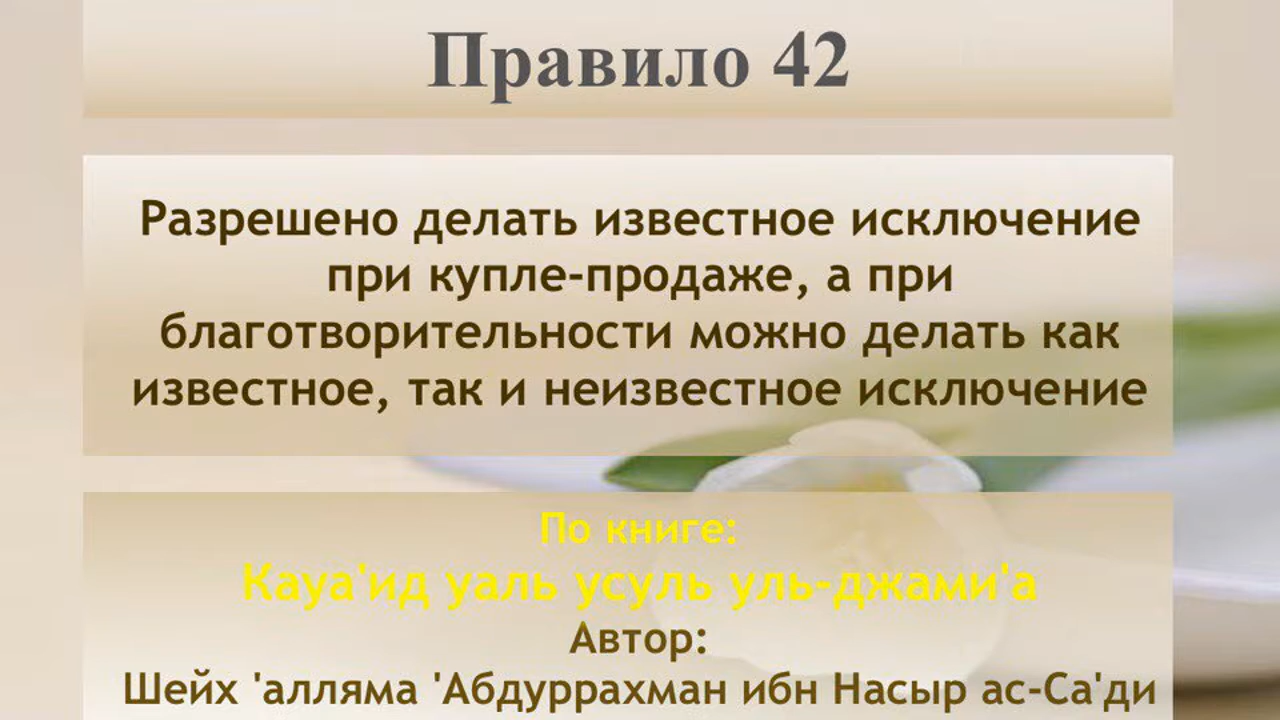 Правило 42
Разрешено делать известное исключение
при купле-продаже, а при
благотворительности можно делать как
известное, так и неизвестное исключение
По книге:
Кауа'ид уаль усуль уль-джами'а
Автор:
Шейх 'алляма 'Абдуррахман ибн Насыр ас-Са'ди